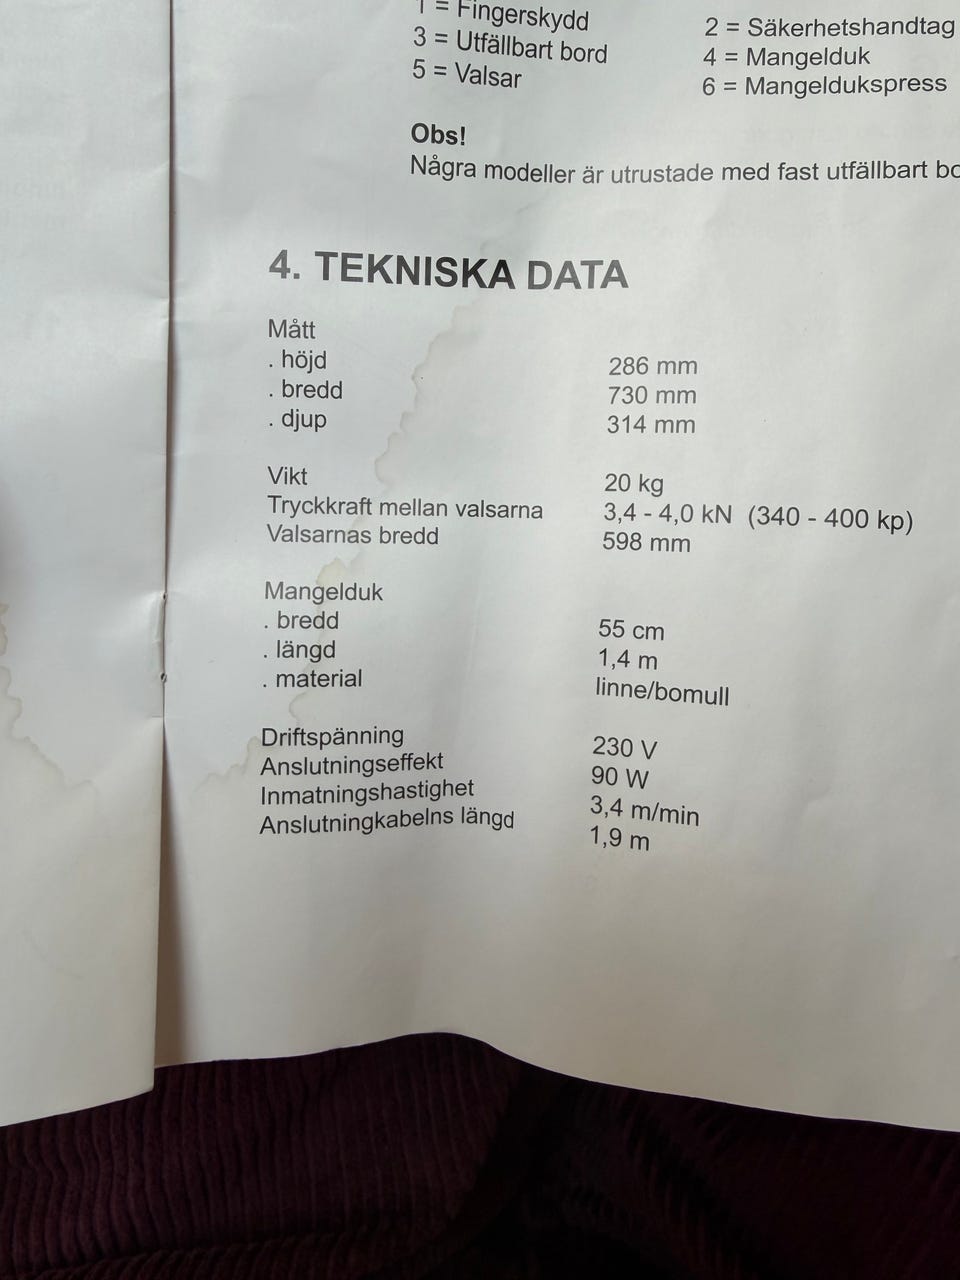 1 = Fingerskydd 2 = Säkerhetshandtag
3 = Utfällbart bord 4 = Mangelduk
5 = Valsar 6 = Mangeldukspress
Obs!
Några modeller är utrustade med fast utfällbart
4. TEKNISKA DATA
Mått
. höjd 286 mm
. bredd 730 mm
. djup 314 mm
Vikt 20 kg
Tryckkraft mellan valsarna 3,4 - 4,0 kN (340 - 400 kp)
Valsarnas bredd 598 mm
Mangelduk
. bredd 55 cm
. längd 1,4 m
. material linne/bomull
Driftspänning 230 V
Anslutningseffekt 90 W
Inmatningshastighet 3,4 m/min
Anslutningkabelns längd 1,9 m